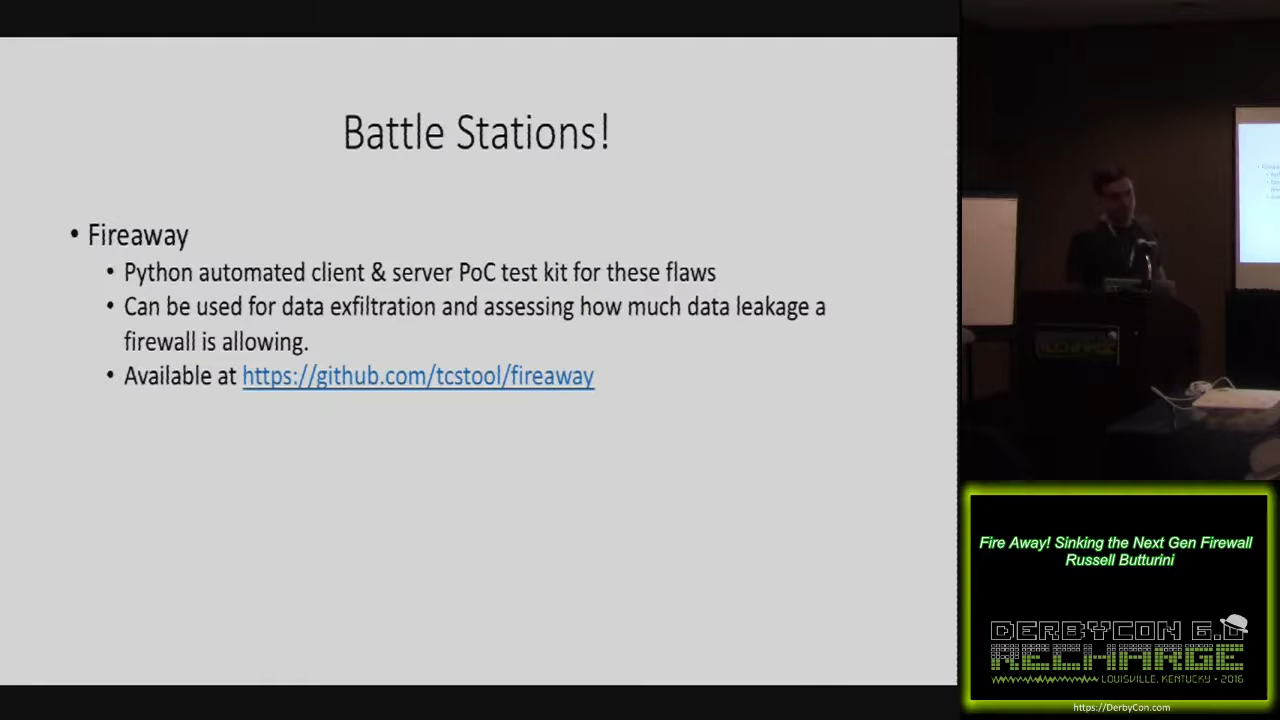 Battle Stations!
• Fireaway
• Python automated client & server PoC test kit for these flaws
• Can be used for data exfiltration and assessing how much data leakage a
firewall is allowing.
• Available at https://github.com/tcstool/fireaway
Fire Away! Sinking the Next Gen Firewall
Russell Butturini
DERBYCON 6.0
RECHARGE
LOUISVILLE, KENTUCKY • 2016
https://DerbyCon.com